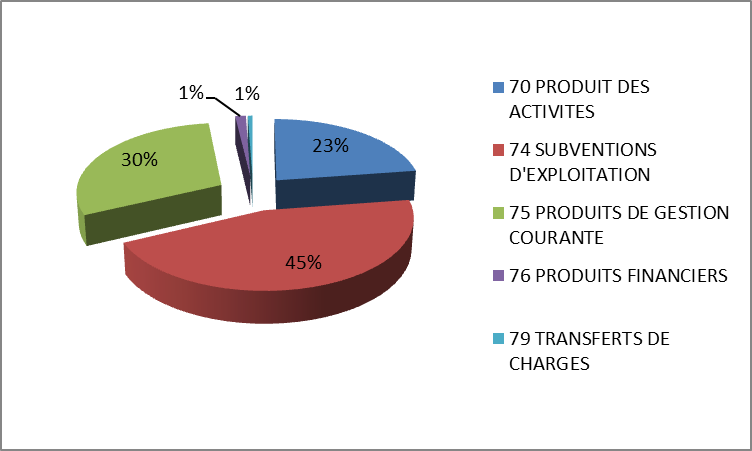 1%
1%
23%
30%
45%
70 PRODUIT DES
ACTIVITES
74 SUBVENTIONS
D'EXPLOITATION
75 PRODUITS DE GESTION
COURANTE
76 PRODUITS FINANCIERS
79 TRANSFERTS DE
CHARGES